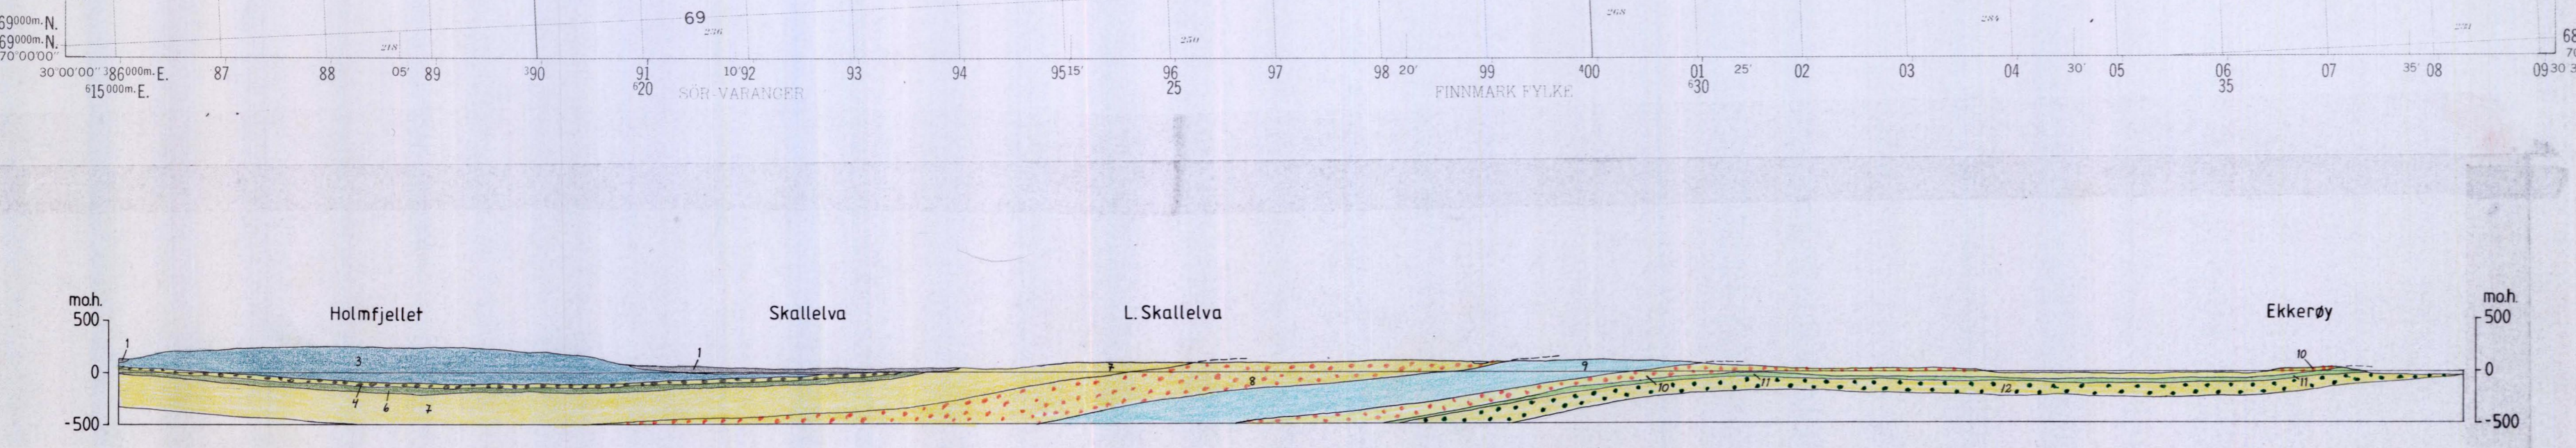 69000m.N.
69
268
284
69000m.N.
218
236
250
68
70°00'00"
30°00'00" 386000m.E. 87 88 05' 89 390 91 10' 92 93 94 95 15' 96 97 98 20' 99 400 01 25' 02 03 04 30' 05 06 07 35' 08 09 30
615000m.E. 620 SÖR-VARANGER 25 FINNMARK FYLKE 630 35
mo.h. Holmfjellet Skallelva L. Skallelva Ekkerøy mo.h.
500 500
1 3 1 7 9 10
0 0
4 6 7 8 10 11 12 11
-500 -500